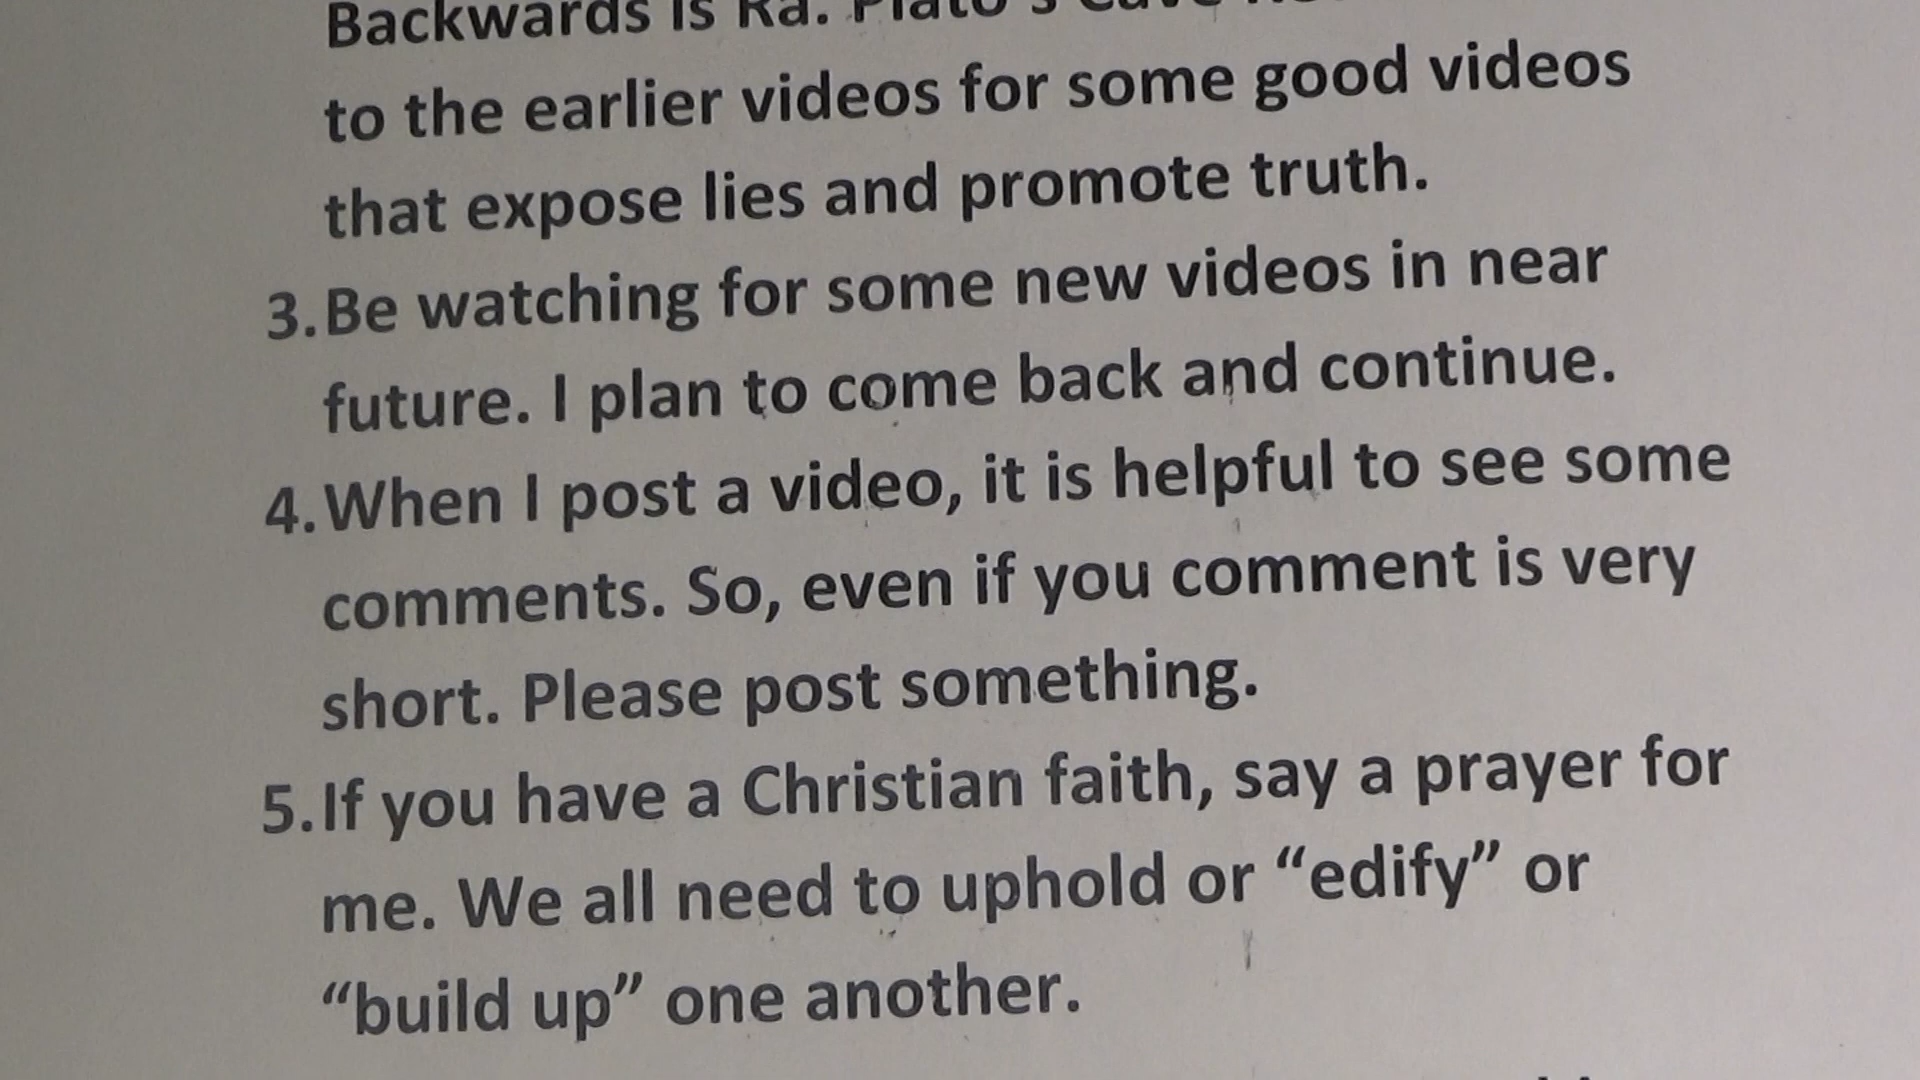 Backwards is Ra. Plato's Cave
to the earlier videos for some good videos
that expose lies and promote truth.
3. Be watching for some new videos in near
future. I plan to come back and continue.
4. When I post a video, it is helpful to see some
comments. So, even if you comment is very
short. Please post something.
5. If you have a Christian faith, say a prayer for
me. We all need to uphold or “edify” or
“build up” one another.